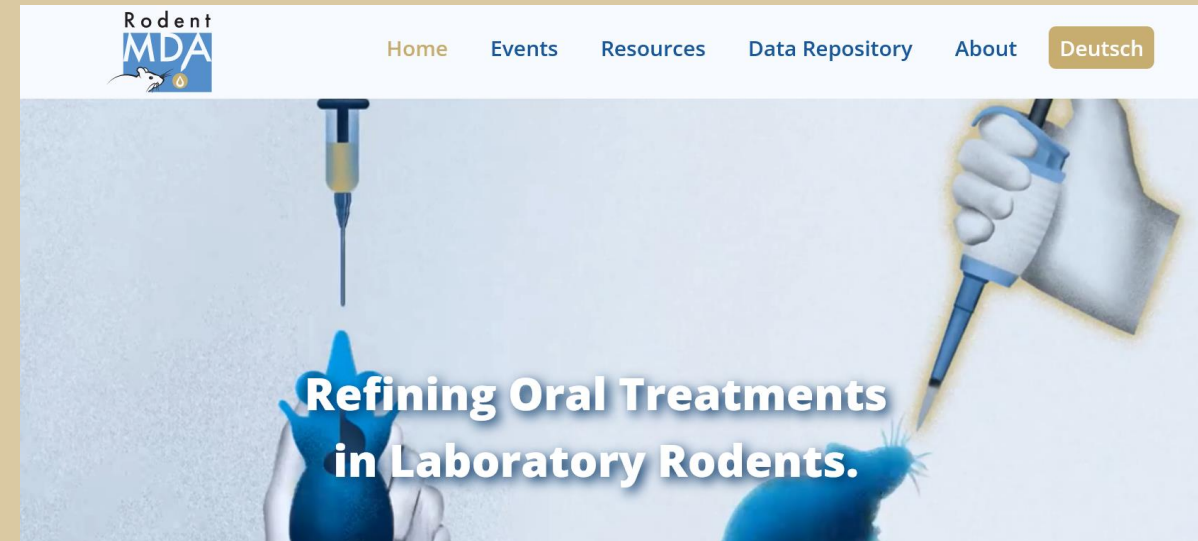 Rodent
MDA
Home Events Resources Data Repository About Deutsch
Refining Oral Treatments
in Laboratory Rodents.